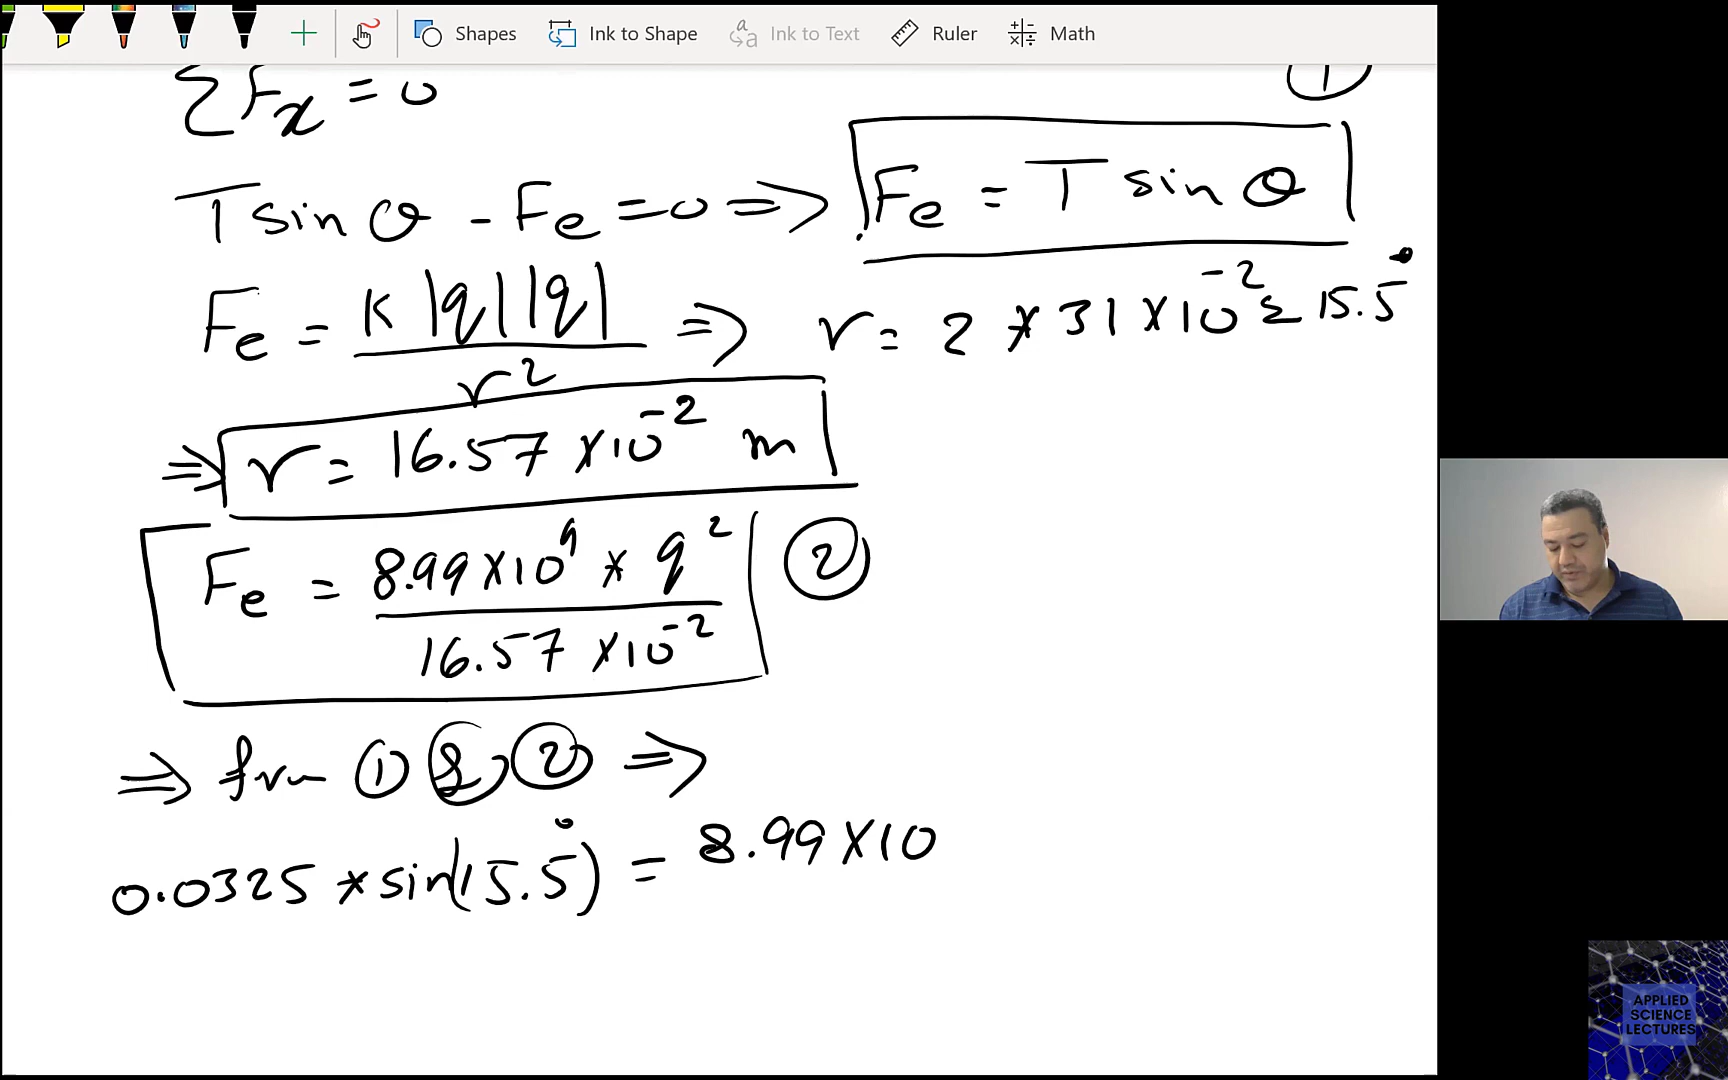 Shapes Ink to Shape Ink to Text Ruler Math
ΣFx = 0
①
T sin θ - Fe = 0 ⇒ Fe = T sin θ
Fe = K |q| |q| / r² ⇒ r = 2 * 31 × 10⁻² Σ 15.5°
⇒ r = 16.57 × 10⁻² m
Fe = 8.99 × 10⁹ * q² / 16.57 × 10⁻² ②
⇒ from ① & ② ⇒
0.0325 * sin(15.5°) = 8.99 × 10
APPLIED
SCIENCE
LECTURES